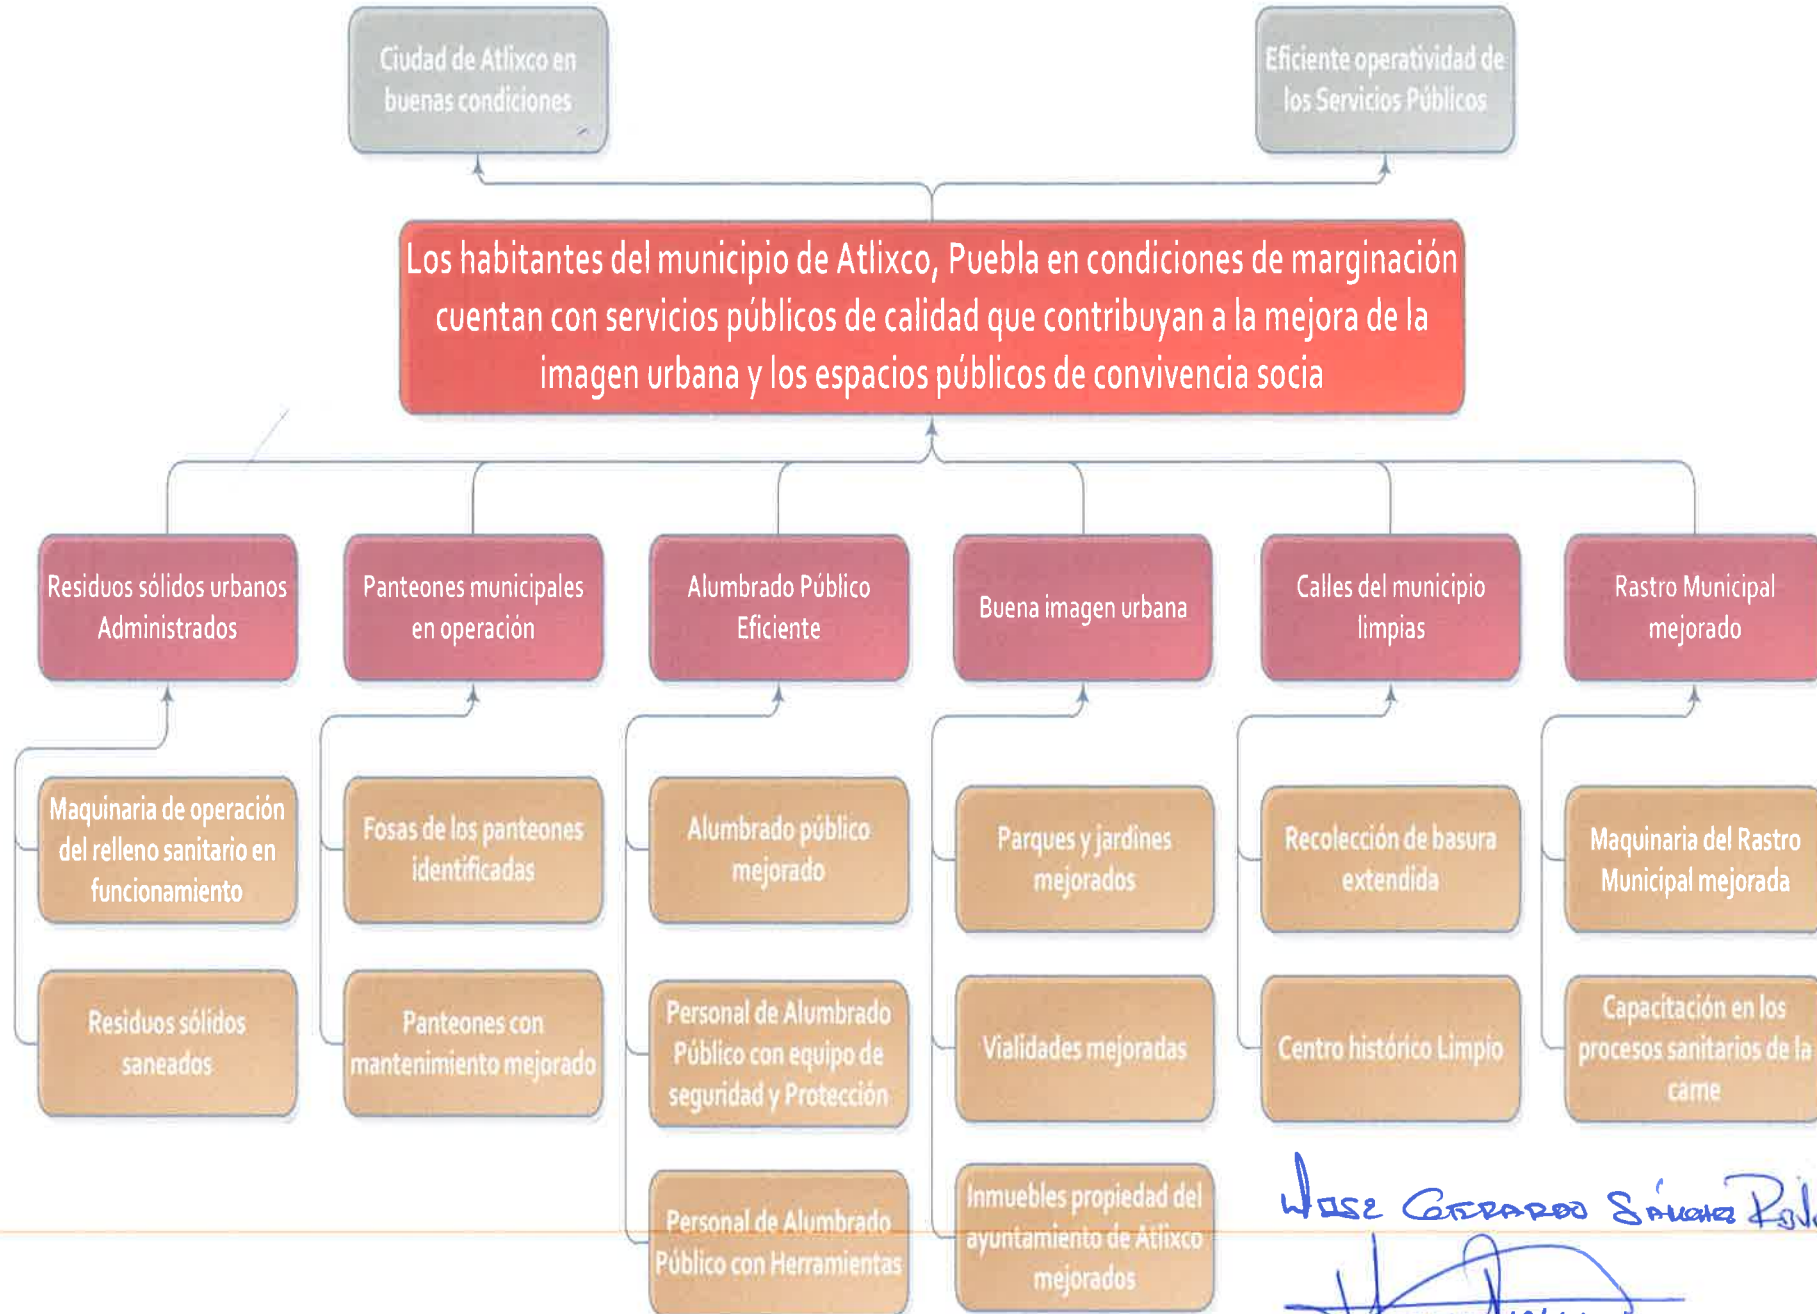 Ciudad de Atlixco en
buenas condiciones
Eficiente operatividad de
los Servicios Públicos
Los habitantes del municipio de Atlixco, Puebla en condiciones de marginación
cuentan con servicios públicos de calidad que contribuyan a la mejora de la
imagen urbana y los espacios públicos de convivencia socia
Residuos sólidos urbanos
Administrados
Panteones municipales
en operación
Alumbrado Público
Eficiente
Buena imagen urbana
Calles del municipio
limpias
Rastro Municipal
mejorado
Maquinaria de operación
del relleno sanitario en
funcionamiento
Fosas de los panteones
identificadas
Alumbrado público
mejorado
Parques y jardines
mejorados
Recolección de basura
extendida
Maquinaria del Rastro
Municipal mejorada
Residuos sólidos
saneados
Panteones con
mantenimiento mejorado
Personal de Alumbrado
Público con equipo de
seguridad y Protección
Vialidades mejoradas
Centro histórico Limpio
Capacitación en los
procesos sanitarios de la
carne
Personal de Alumbrado
Público con Herramientas
Inmuebles propiedad del
ayuntamiento de Atlixco
mejorados
JOSE GERARDO SÁNCHEZ